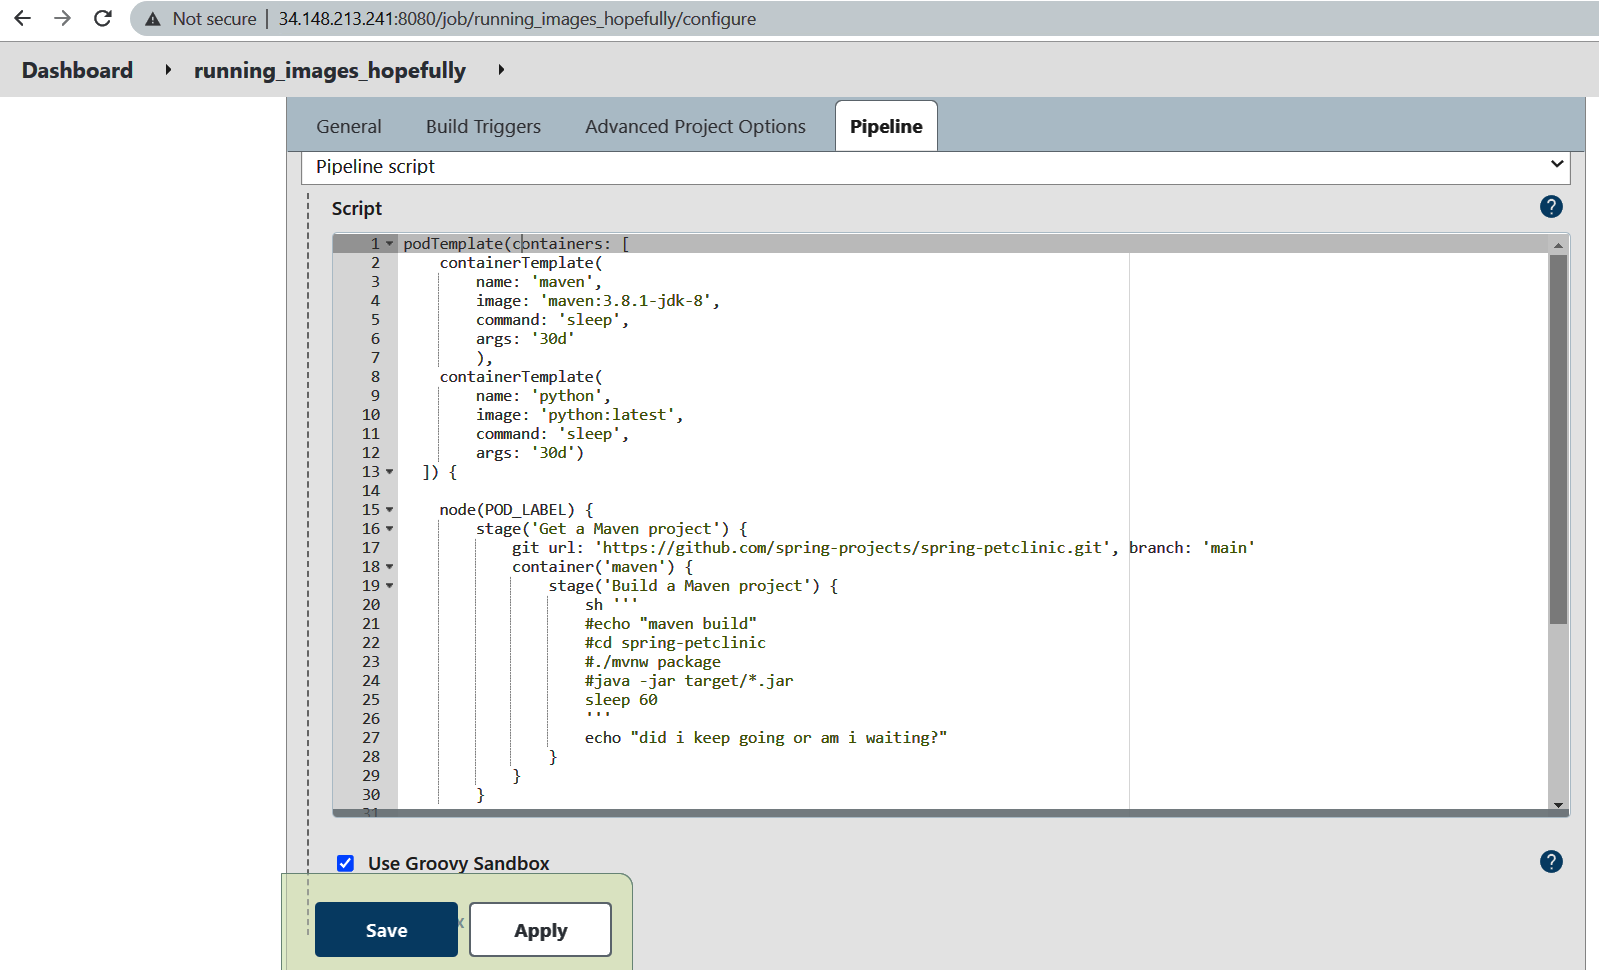 Not secure | 34.148.213.241:8080/job/running_images_hopefully/configure
Dashboard running_images_hopefully
General Build Triggers Advanced Project Options Pipeline
Pipeline script
Script ?
1 podTemplate(containers: [
2     containerTemplate(
3         name: 'maven',
4         image: 'maven:3.8.1-jdk-8',
5         command: 'sleep',
6         args: '30d'
7         ),
8     containerTemplate(
9         name: 'python',
10         image: 'python:latest',
11         command: 'sleep',
12         args: '30d')
13   ]) {
14
15     node(POD_LABEL) {
16         stage('Get a Maven project') {
17             git url: 'https://github.com/spring-projects/spring-petclinic.git', branch: 'main'
18             container('maven') {
19                 stage('Build a Maven project') {
20                     sh '''
21                     #echo "maven build"
22                     #cd spring-petclinic
23                     #./mvnw package
24                     #java -jar target/*.jar
25                     sleep 60
26                     '''
27                     echo "did i keep going or am i waiting?"
28                 }
29             }
30         }
31
Use Groovy Sandbox ?
Save Apply